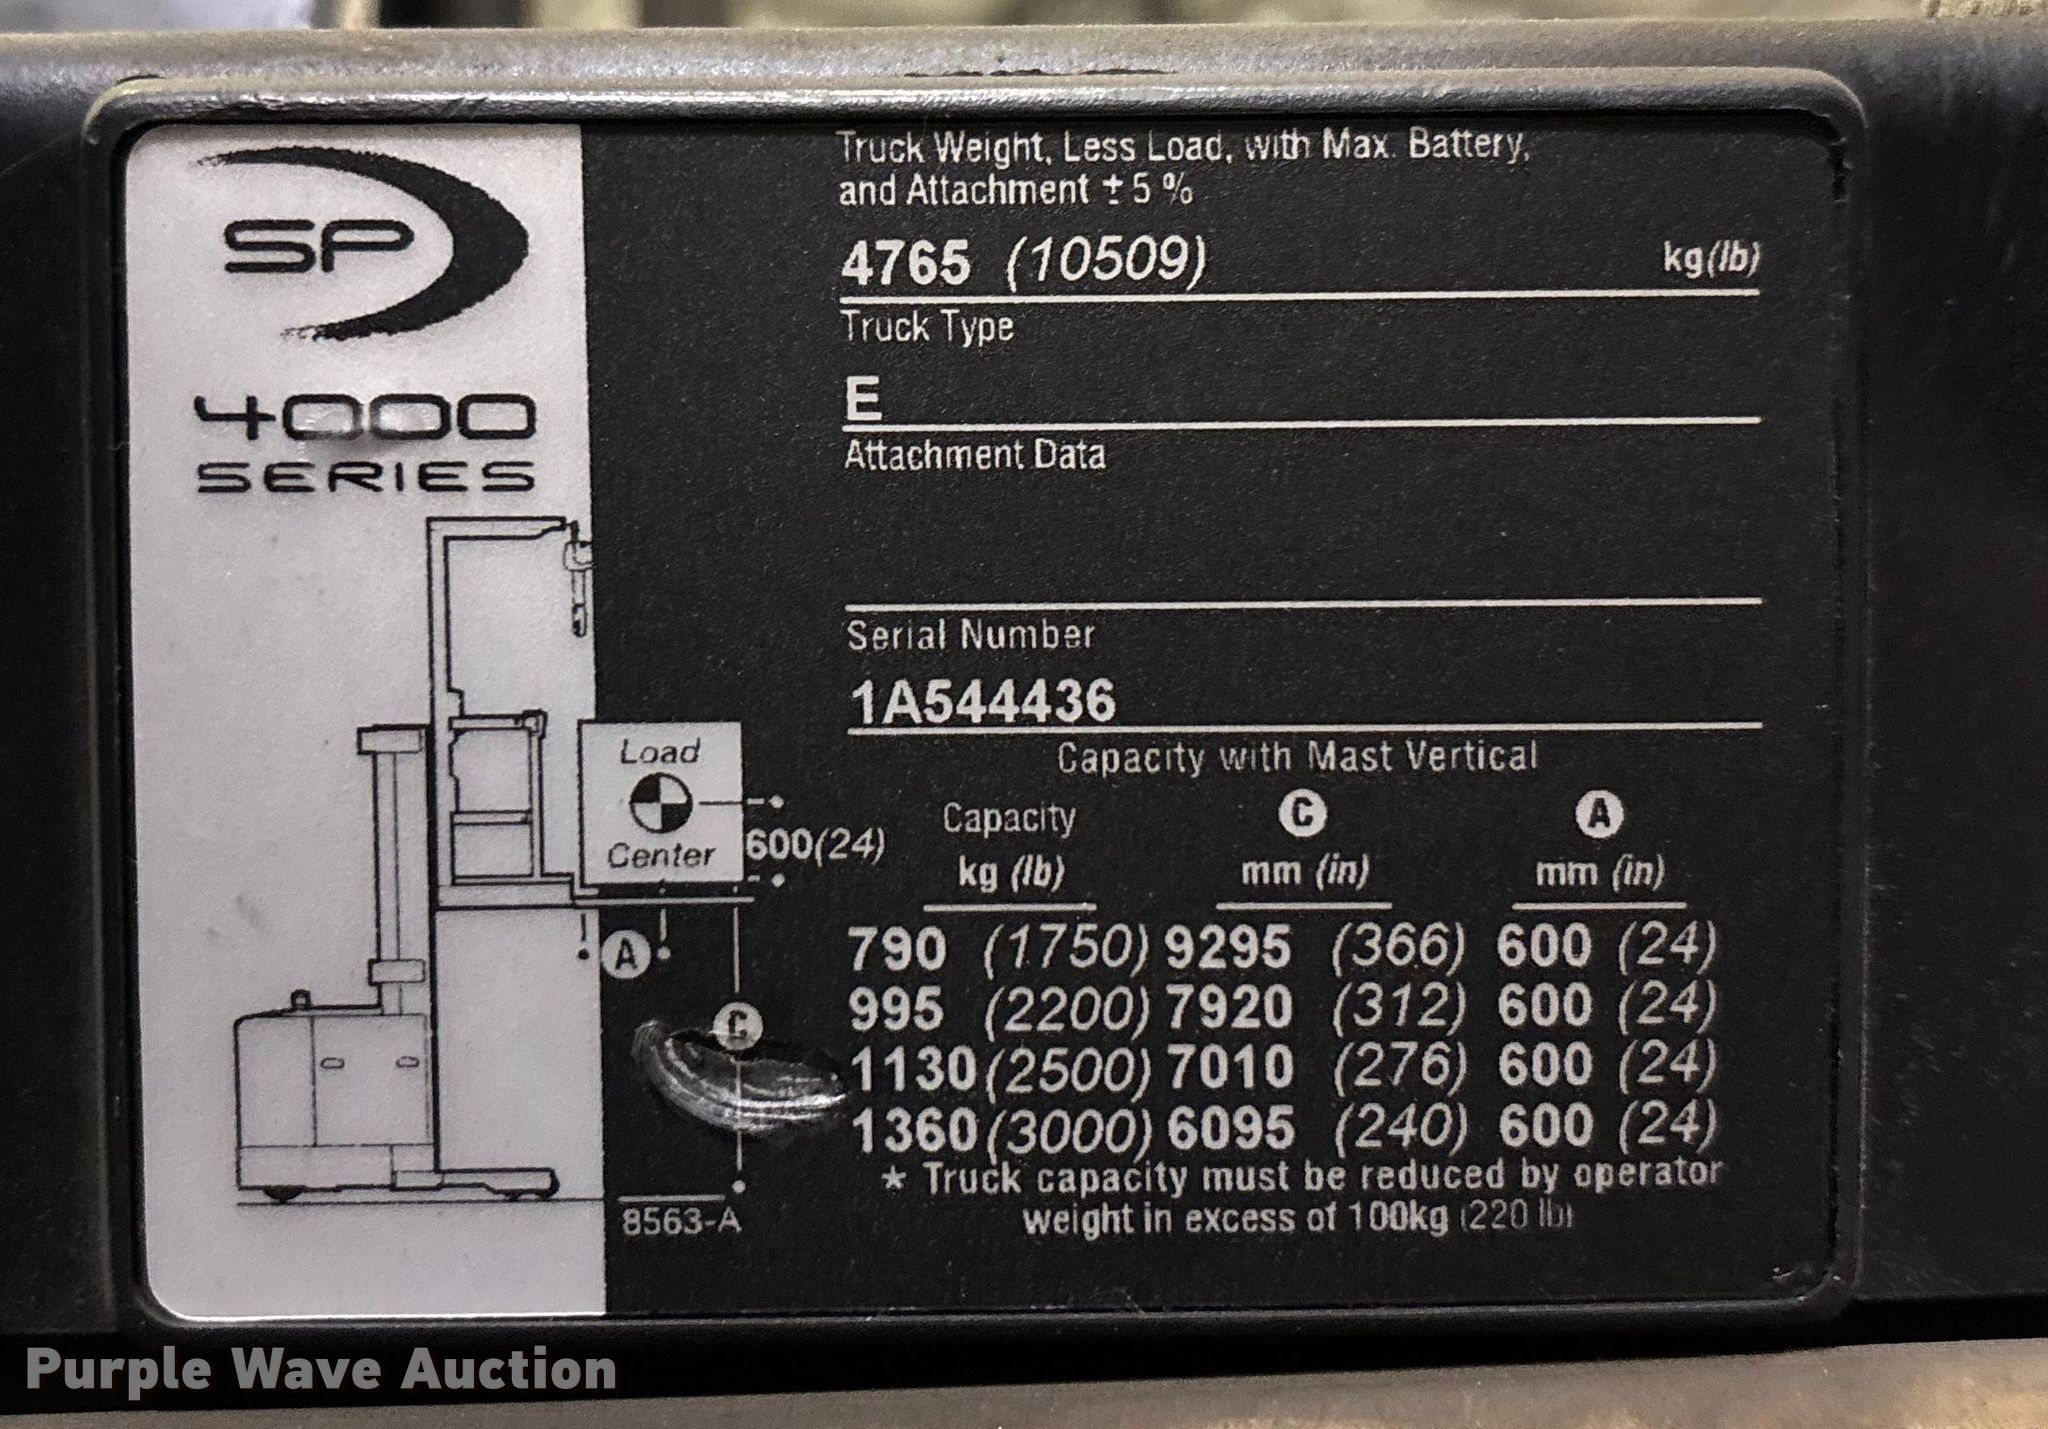 SP
4000
SERIES
Truck Weight, Less Load, with Max. Battery,
and Attachment ± 5 %
4765 (10509) kg(lb)
Truck Type
E
Attachment Data
Serial Number
1A544436
Load
Center
600(24)
A
C
8563-A
Capacity with Mast Vertical
Capacity C A
kg (lb) mm (in) mm (in)
790 (1750) 9295 (366) 600 (24)
995 (2200) 7920 (312) 600 (24)
1130 (2500) 7010 (276) 600 (24)
1360 (3000) 6095 (240) 600 (24)
* Truck capacity must be reduced by operator
weight in excess of 100kg (220 lb)
Purple Wave Auction